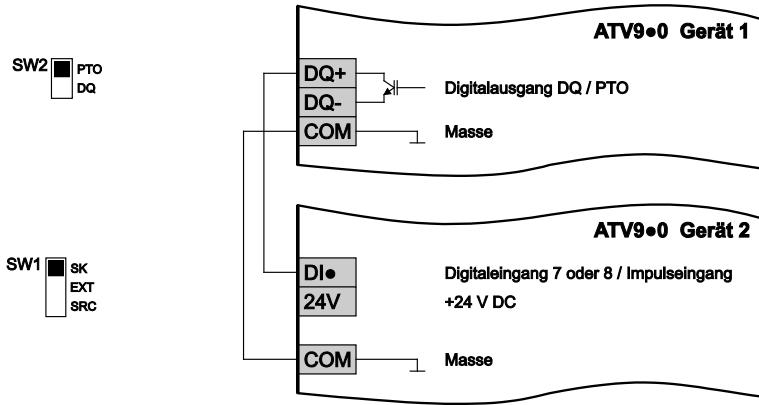 ATV9●0 Gerät 1
SW2
PTO
DQ
DQ+
DQ-
COM
Digitalausgang DQ / PTO
Masse
ATV9●0 Gerät 2
SW1
SK
EXT
SRC
DI●
24V
COM
Digitaleingang 7 oder 8 / Impulseingang
+24 V DC
Masse